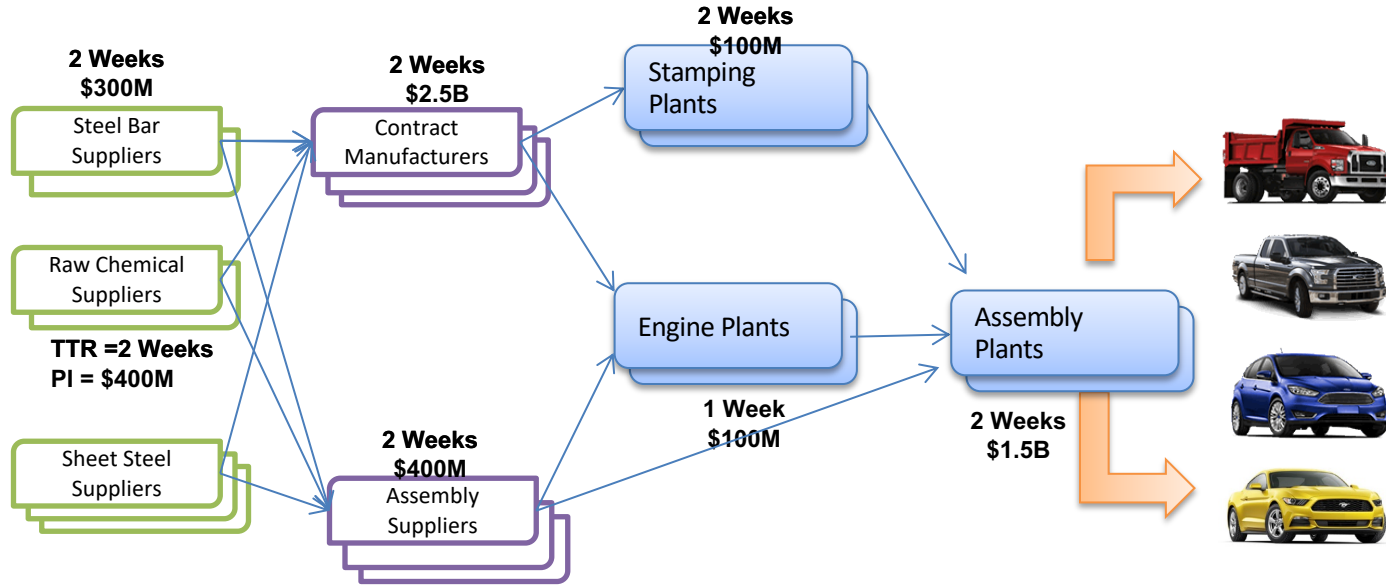 2 Weeks
$300M
Steel Bar
Suppliers
Raw Chemical
Suppliers
TTR =2 Weeks
PI = $400M
Sheet Steel
Suppliers
2 Weeks
$2.5B
Contract
Manufacturers
2 Weeks
$400M
Assembly
Suppliers
2 Weeks
$100M
Stamping
Plants
Engine Plants
1 Week
$100M
Assembly
Plants
2 Weeks
$1.5B